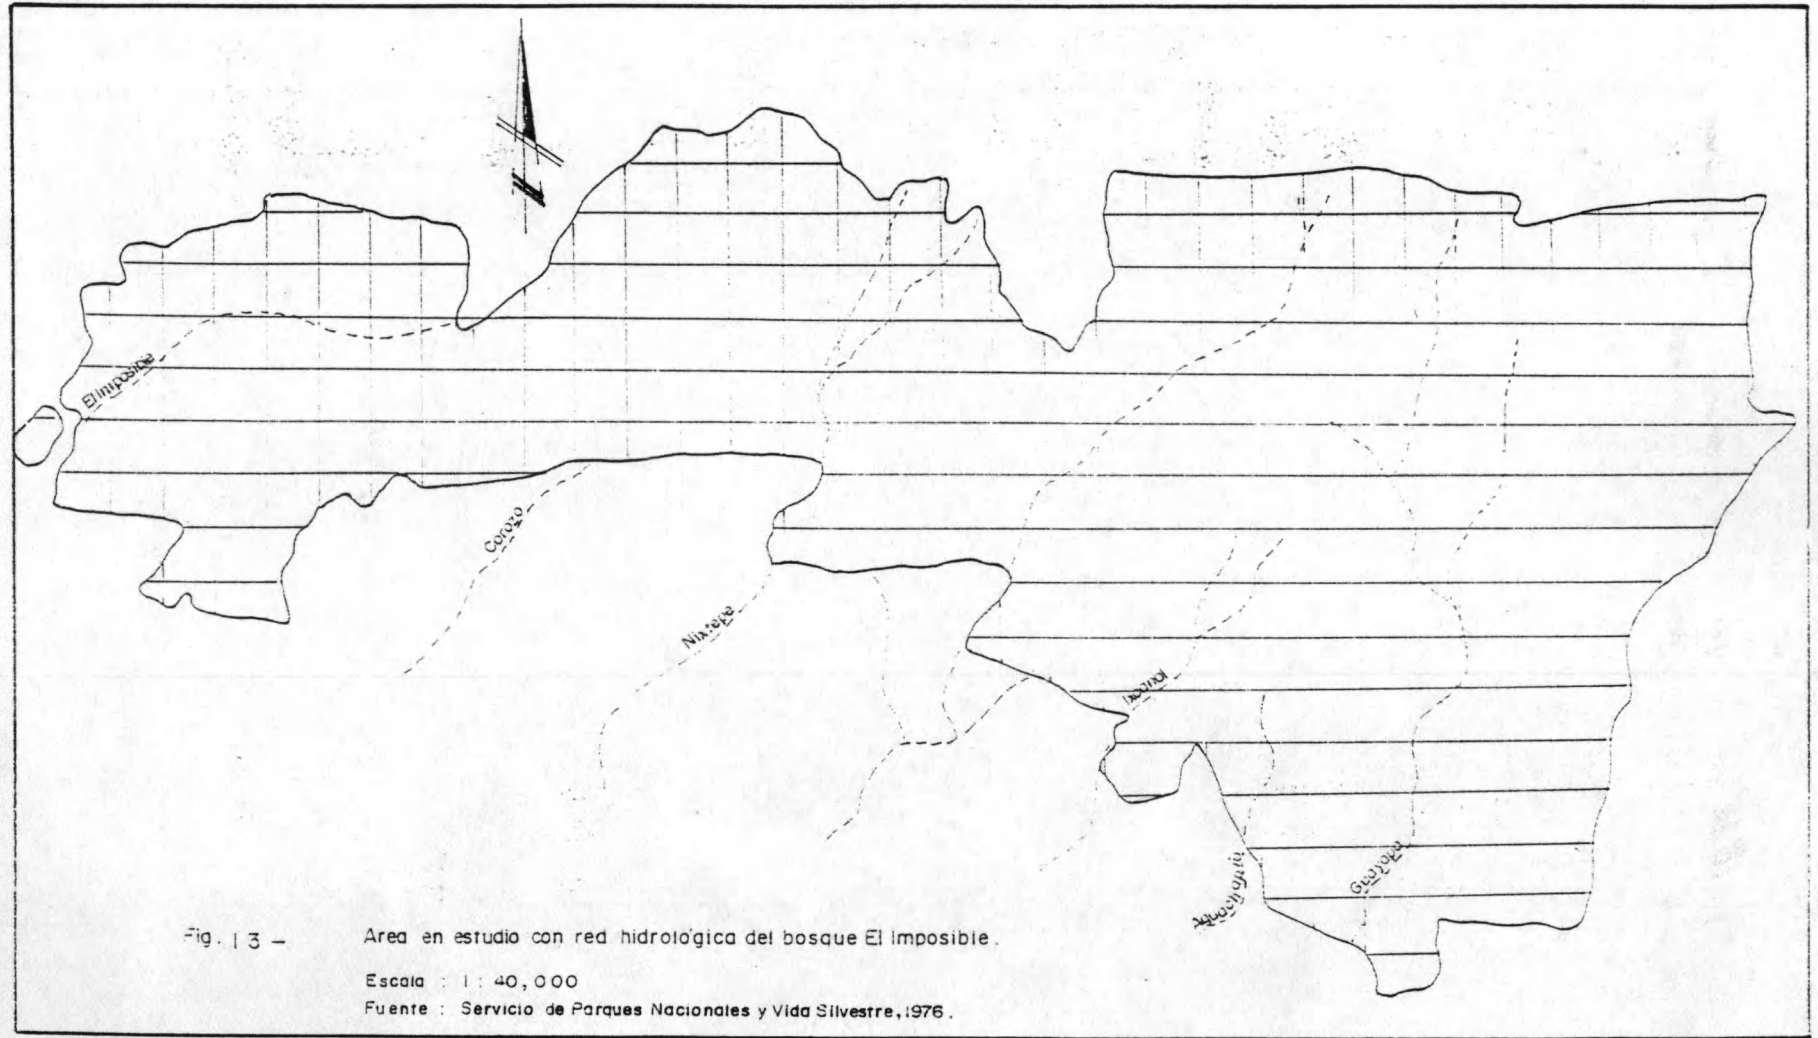 El Imposible
Corozo
Nixtepe
Ixcanal
Guayapa
Fig. 13 –
Area en estudio con red hidrológica del bosque El Imposible.
Escala : 1 : 40,000
Fuente : Servicio de Parques Nacionales y Vida Silvestre, 1976.